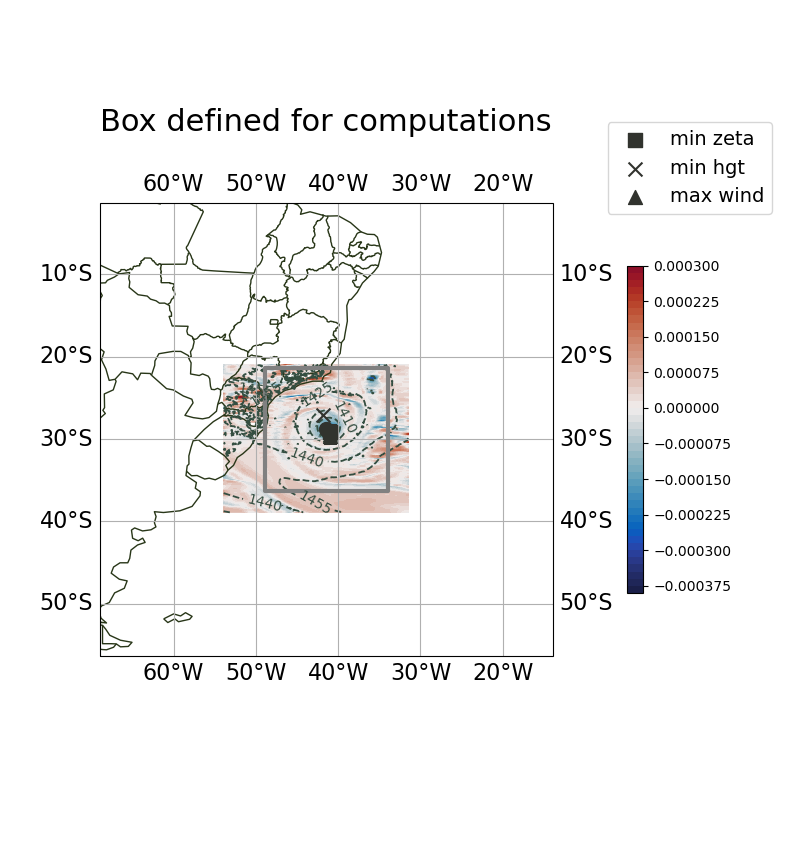 Box defined for computations
min zeta
min hgt
max wind
60°W 50°W 40°W 30°W 20°W
10°S 10°S
20°S 20°S
30°S 30°S
40°S 40°S
50°S 50°S
60°W 50°W 40°W 30°W 20°W
1425
1410
1440
1440
1455
0.000300
0.000225
0.000150
0.000075
0.000000
−0.000075
−0.000150
−0.000225
−0.000300
−0.000375